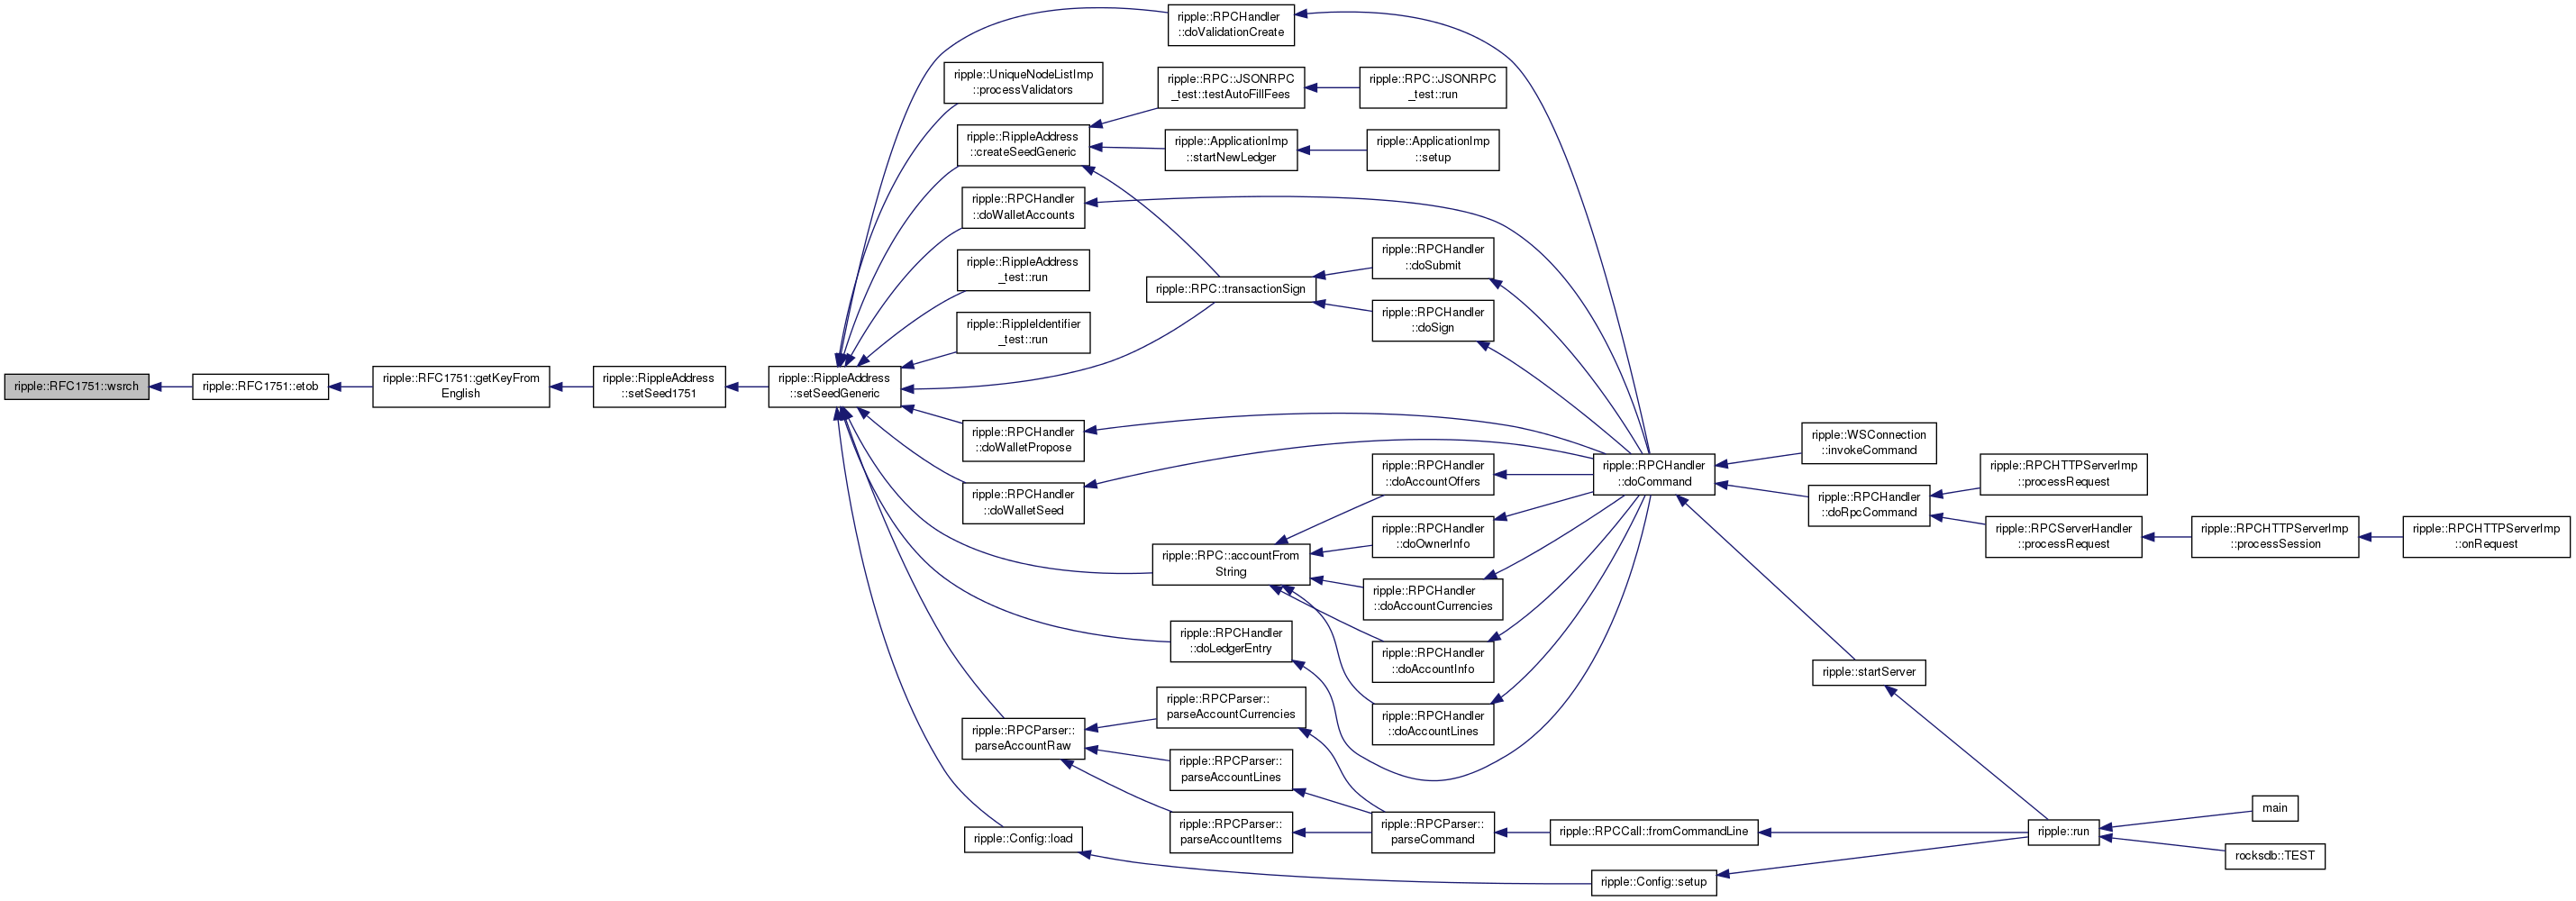 ripple::RFC1751::wsrch
ripple::RFC1751::etob
ripple::RFC1751::getKeyFrom
English
ripple::RippleAddress
::setSeed1751
ripple::RippleAddress
::setSeedGeneric
ripple::RPCHandler
::doValidationCreate
ripple::UniqueNodeListImp
::processValidators
ripple::RippleAddress
::createSeedGeneric
ripple::RPC::JSONRPC
_test::testAutoFillFees
ripple::RPC::JSONRPC
_test::run
ripple::ApplicationImp
::startNewLedger
ripple::ApplicationImp
::setup
ripple::RPCHandler
::doWalletAccounts
ripple::RippleAddress
_test::run
ripple::RippleIdentifier
_test::run
ripple::RPC::transactionSign
ripple::RPCHandler
::doSubmit
ripple::RPCHandler
::doSign
ripple::RPCHandler
::doWalletPropose
ripple::RPCHandler
::doWalletSeed
ripple::RPC::accountFrom
String
ripple::RPCHandler
::doAccountOffers
ripple::RPCHandler
::doOwnerInfo
ripple::RPCHandler
::doAccountCurrencies
ripple::RPCHandler
::doAccountInfo
ripple::RPCHandler
::doAccountLines
ripple::RPCHandler
::doLedgerEntry
ripple::RPCParser::
parseAccountRaw
ripple::RPCParser::
parseAccountCurrencies
ripple::RPCParser::
parseAccountLines
ripple::RPCParser::
parseAccountItems
ripple::RPCParser::
parseCommand
ripple::RPCCall::fromCommandLine
ripple::Config::load
ripple::Config::setup
ripple::RPCHandler
::doCommand
ripple::WSConnection
::invokeCommand
ripple::RPCHandler
::doRpcCommand
ripple::RPCHTTPServerImp
::processRequest
ripple::RPCServerHandler
::processRequest
ripple::RPCHTTPServerImp
::processSession
ripple::RPCHTTPServerImp
::onRequest
ripple::startServer
ripple::run
main
rocksdb::TEST